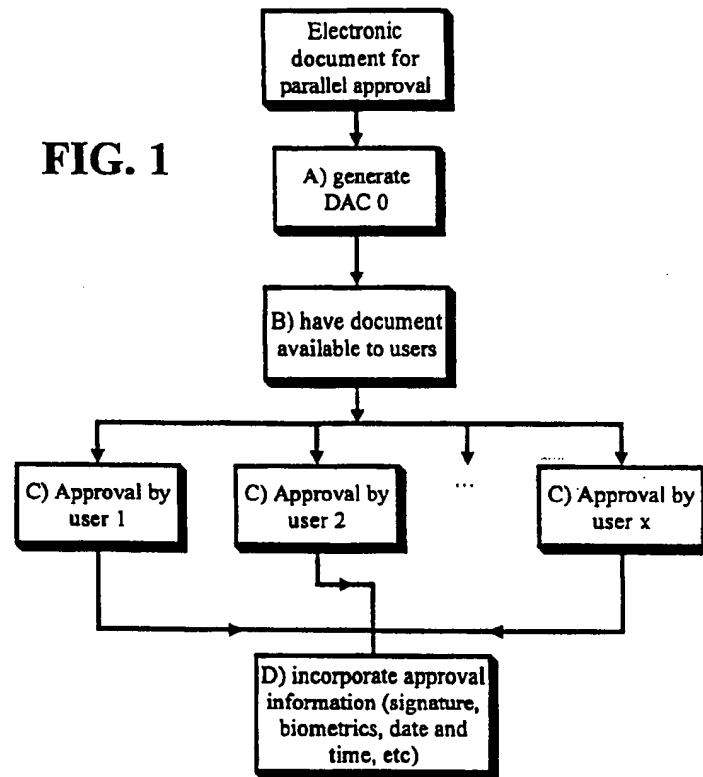 Electronic
document for
parallel approval
FIG. 1
A) generate
DAC 0
B) have document
available to users
C) Approval by
user 1
C) Approval by
user 2
...
C) Approval by
user x
D) incorporate approval
information (signature,
biometrics, date and
time, etc)